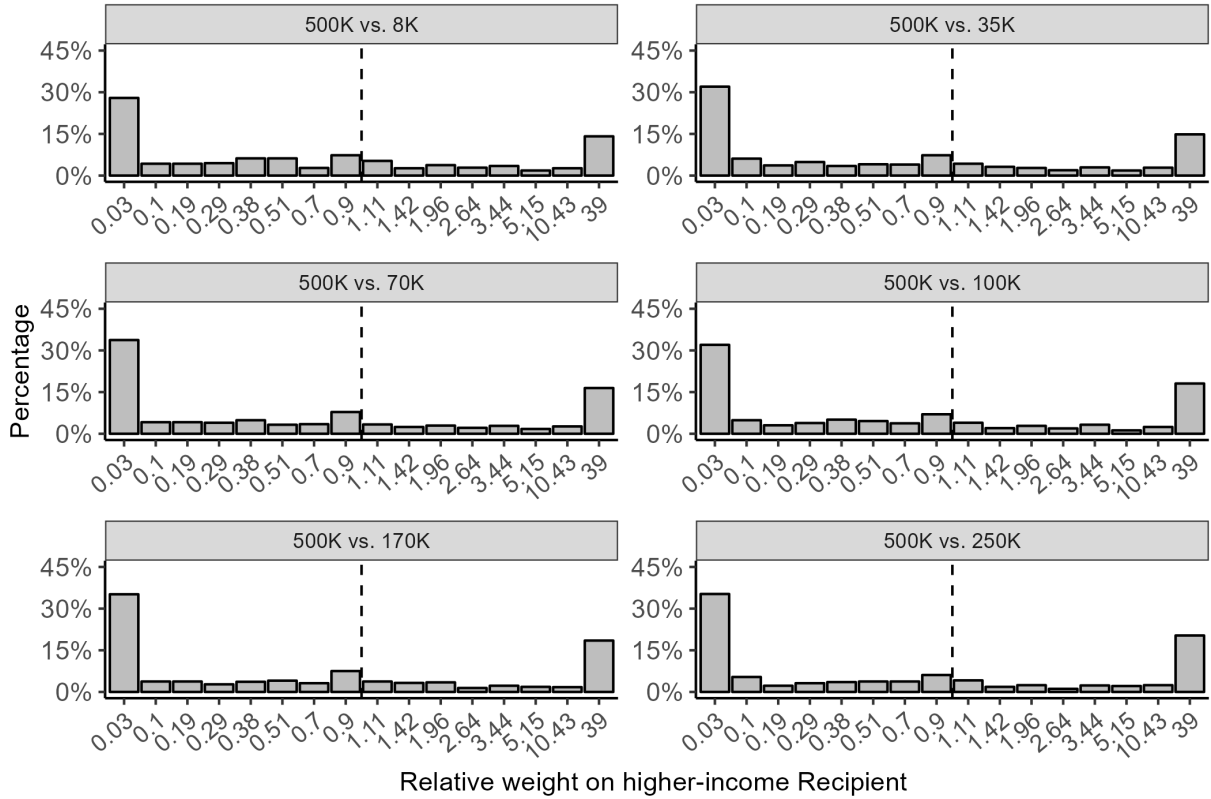 500K vs. 8K
500K vs. 35K
45%
30%
15%
0%
0.03 0.1 0.19 0.29 0.38 0.51 0.7 0.9 1.11 1.42 1.96 2.64 3.44 5.15 10.43 39
45%
30%
15%
0%
0.03 0.1 0.19 0.29 0.38 0.51 0.7 0.9 1.11 1.42 1.96 2.64 3.44 5.15 10.43 39
500K vs. 70K
500K vs. 100K
Percentage
45%
30%
15%
0%
0.03 0.1 0.19 0.29 0.38 0.51 0.7 0.9 1.11 1.42 1.96 2.64 3.44 5.15 10.43 39
45%
30%
15%
0%
0.03 0.1 0.19 0.29 0.38 0.51 0.7 0.9 1.11 1.42 1.96 2.64 3.44 5.15 10.43 39
500K vs. 170K
500K vs. 250K
45%
30%
15%
0%
0.03 0.1 0.19 0.29 0.38 0.51 0.7 0.9 1.11 1.42 1.96 2.64 3.44 5.15 10.43 39
45%
30%
15%
0%
0.03 0.1 0.19 0.29 0.38 0.51 0.7 0.9 1.11 1.42 1.96 2.64 3.44 5.15 10.43 39
Relative weight on higher-income Recipient